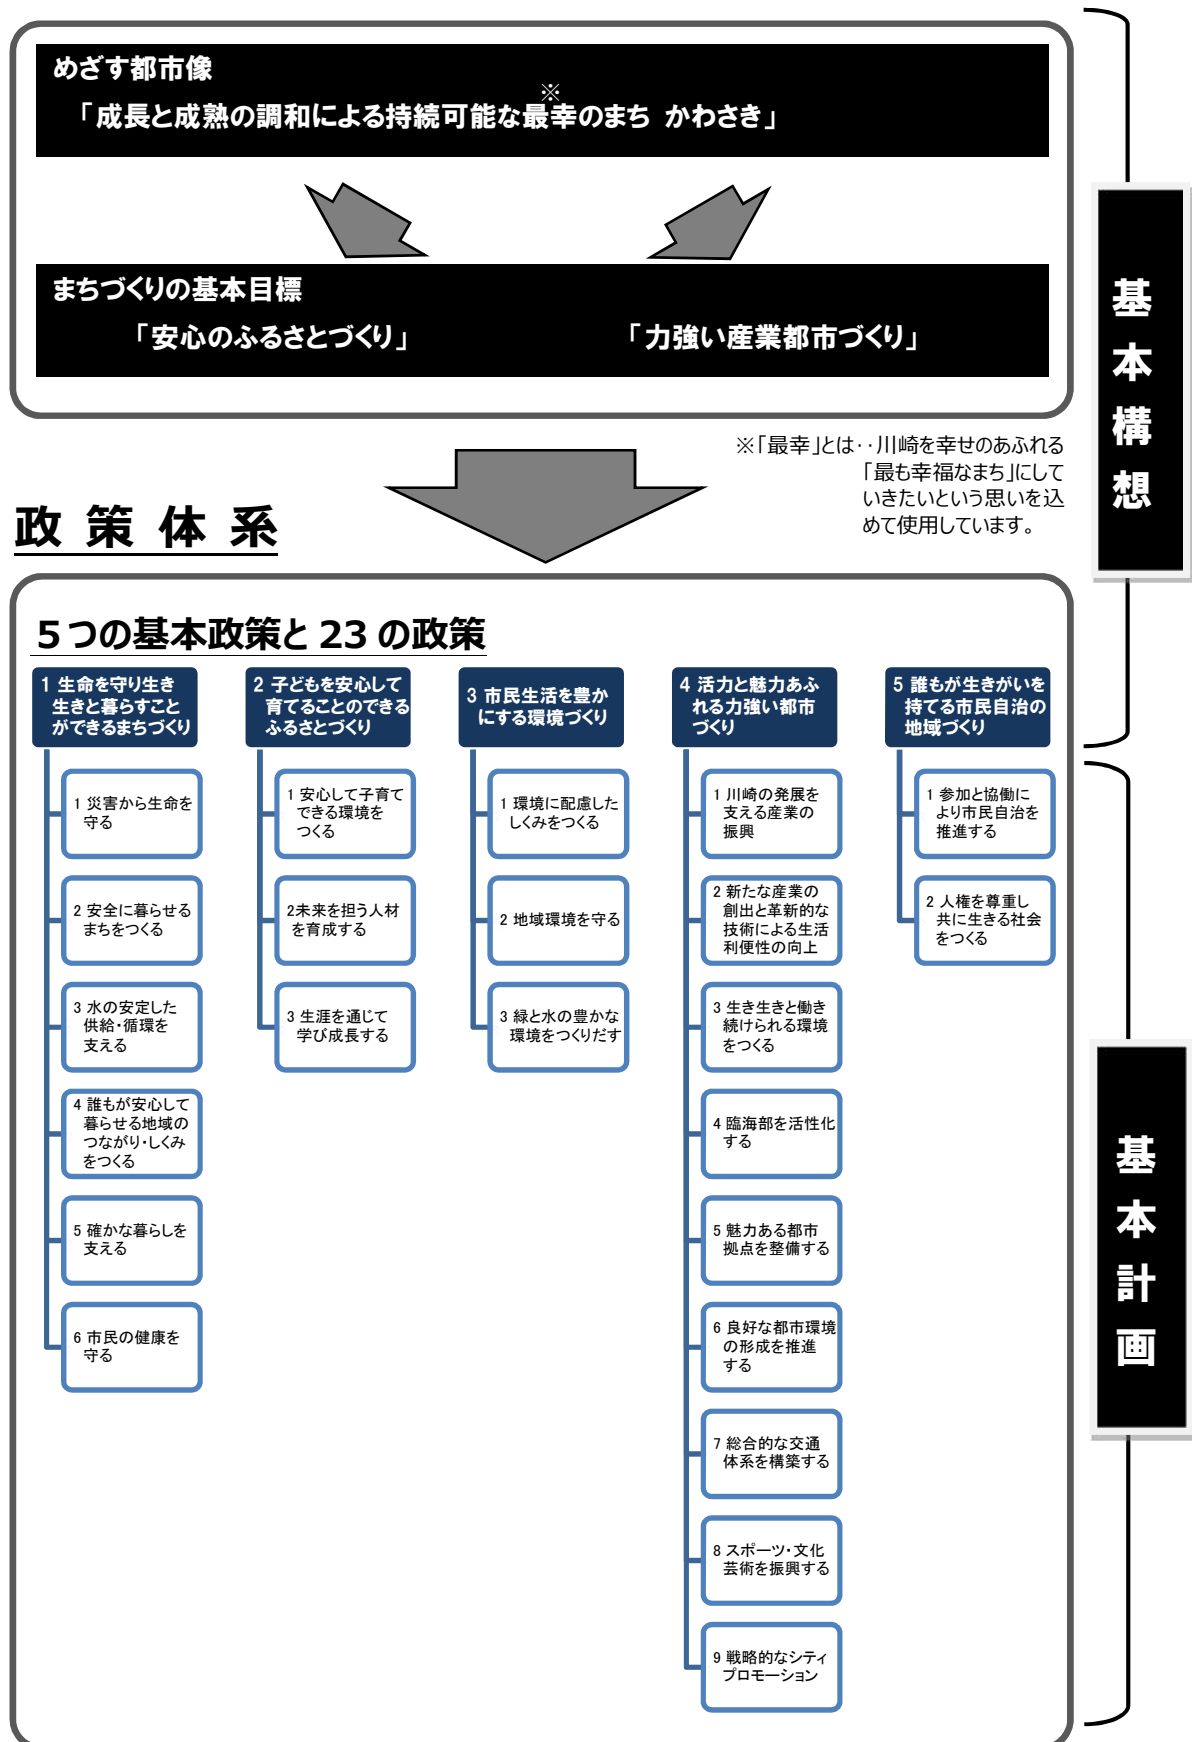 めざす都市像
※
「成長と成熟の調和による持続可能な最幸のまち かわさき」
まちづくりの基本目標
「安心のふるさとづくり」 「力強い産業都市づくり」
基本構想
※「最幸」とは‥川崎を幸せのあふれる
「最も幸福なまち」にして
いきたいという思いを込
めて使用しています。
政策体系
５つの基本政策と23の政策
1 生命を守り生き
生きと暮らすこと
ができるまちづくり
1 災害から生命を
守る
2 安全に暮らせる
まちをつくる
3 水の安定した
供給・循環を
支える
4 誰もが安心して
暮らせる地域の
つながり・しくみ
をつくる
5 確かな暮らしを
支える
6 市民の健康を
守る
2 子どもを安心して
育てることのできる
ふるさとづくり
1 安心して子育て
できる環境を
つくる
2未来を担う人材
を育成する
3 生涯を通じて
学び成長する
3 市民生活を豊か
にする環境づくり
1 環境に配慮した
しくみをつくる
2 地域環境を守る
3 緑と水の豊かな
環境をつくりだす
4 活力と魅力あふ
れる力強い都市
づくり
1 川崎の発展を
支える産業の
振興
2 新たな産業の
創出と革新的な
技術による生活
利便性の向上
3 生き生きと働き
続けられる環境
をつくる
4 臨海部を活性化
する
5 魅力ある都市
拠点を整備する
6 良好な都市環境
の形成を推進
する
7 総合的な交通
体系を構築する
8 スポーツ・文化
芸術を振興する
9 戦略的なシティ
プロモーション
5 誰もが生きがいを
持てる市民自治の
地域づくり
1 参加と協働に
より市民自治を
推進する
2 人権を尊重し
共に生きる社会
をつくる
基本計画